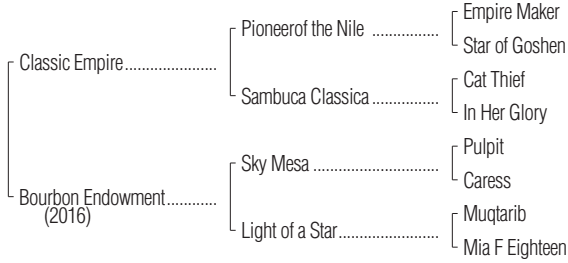 Empire Maker
Pioneerof the Nile ................
Star of Goshen
Classic Empire......................
Cat Thief
Sambuca Classica ................
In Her Glory
Pulpit
Sky Mesa ..............................
Caress
Bourbon Endowment............
(2016)
Muqtarib
Light of a Star........................
Mia F Eighteen